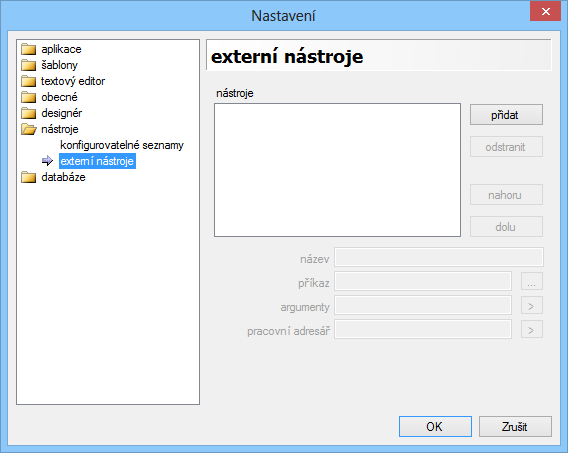 Nastavení
aplikace
šablony
textový editor
obecné
designér
nástroje
konfigurovatelné seznamy
externí nástroje
databáze
externí nástroje
nástroje
přidat
odstranit
nahoru
dolu
název
příkaz
...
argumenty
>
pracovní adresář
>
OK
Zrušit